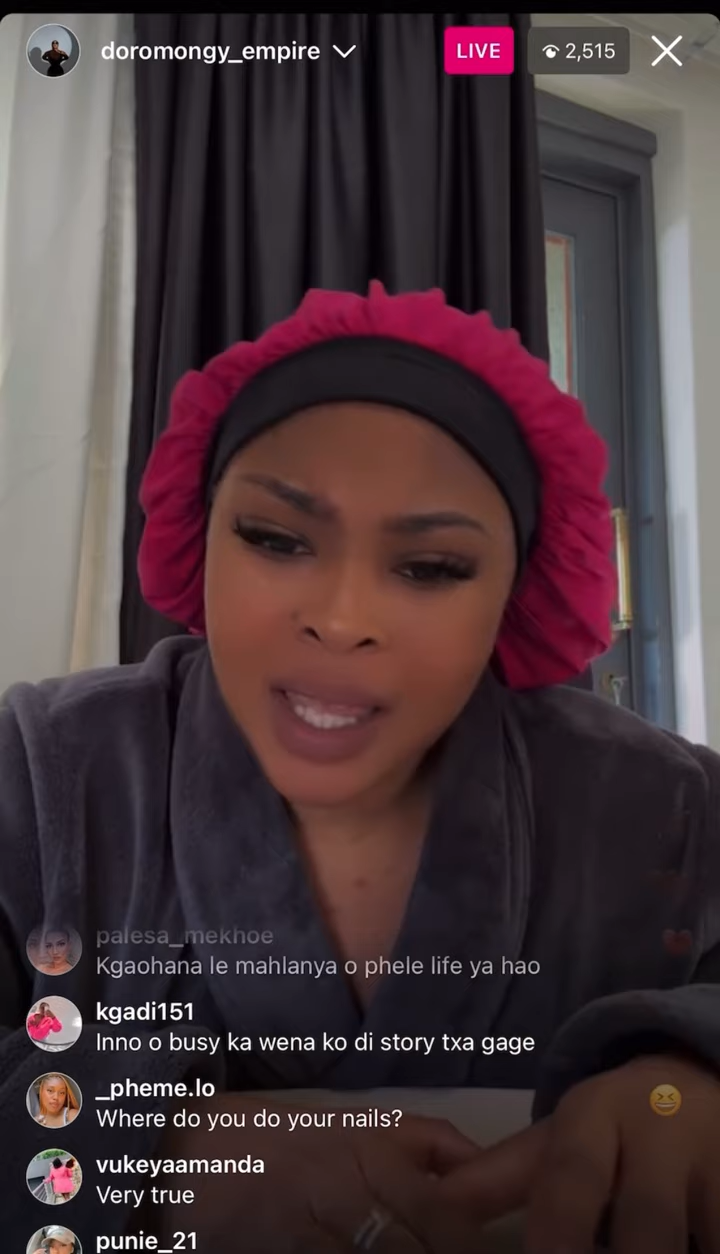 doromongy_empire
LIVE
2,515
palesa_mekhoe
Kgaohana le mahlanya o phele life ya hao
kgadi151
Inno o busy ka wena ko di story txa gage
_pheme.lo
Where do you do your nails?
vukeyaamanda
Very true
punie_21